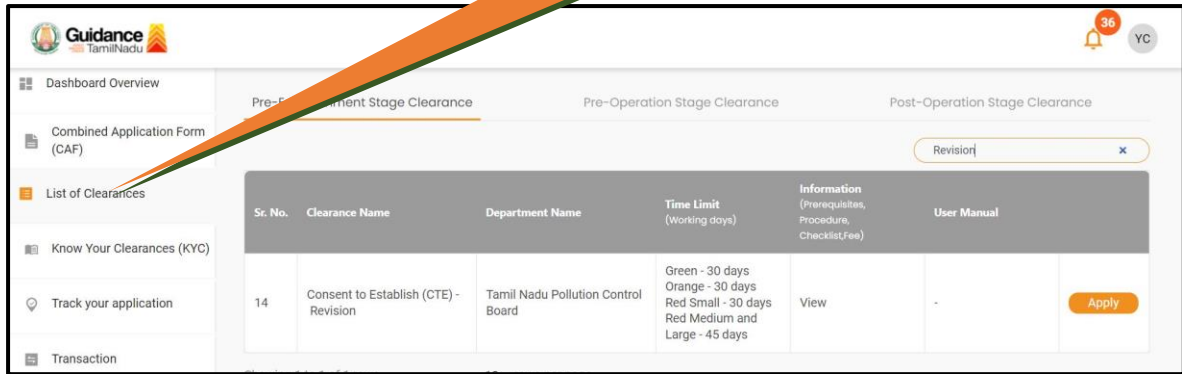 Guidance
TamilNadu
36
YC
Dashboard Overview
Combined Application Form
(CAF)
List of Clearances
Know Your Clearances (KYC)
Track your application
Transaction
Stage Clearance
Pre-Operation Stage Clearance
Post-Operation Stage Clearance
Revision
×
Sr. No.
Clearance Name
Department Name
Time Limit
(Working days)
Information
(Prerequisites,
Procedure,
Checklist,Fee)
User Manual
14
Consent to Establish (CTE) -
Revision
Tamil Nadu Pollution Control
Board
Green - 30 days
Orange - 30 days
Red Small - 30 days
Red Medium and
Large - 45 days
View
-
Apply